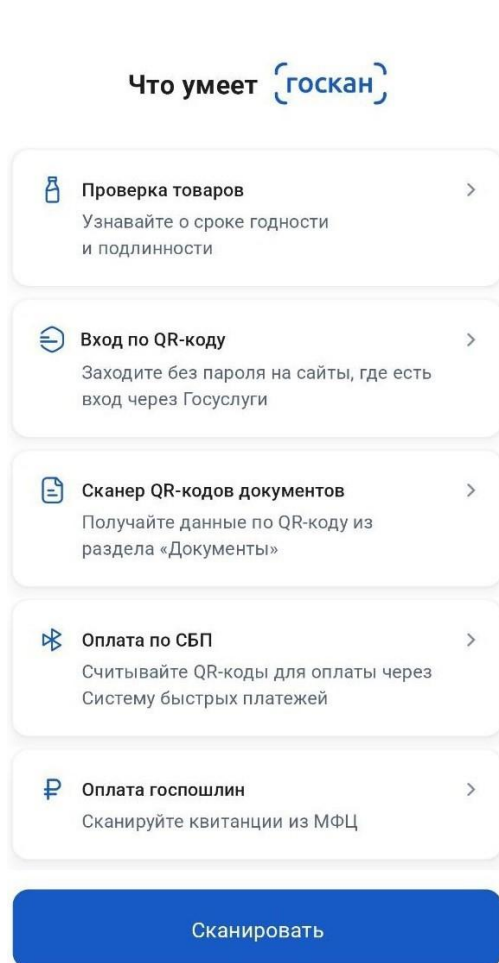 Что умеет госкан
Проверка товаров
Узнавайте о сроке годности
и подлинности
Вход по QR-коду
Заходите без пароля на сайты, где есть
вход через Госуслуги
Сканер QR-кодов документов
Получайте данные по QR-коду из
раздела «Документы»
Оплата по СБП
Считывайте QR-коды для оплаты через
Систему быстрых платежей
Оплата госпошлин
Сканируйте квитанции из МФЦ
Сканировать